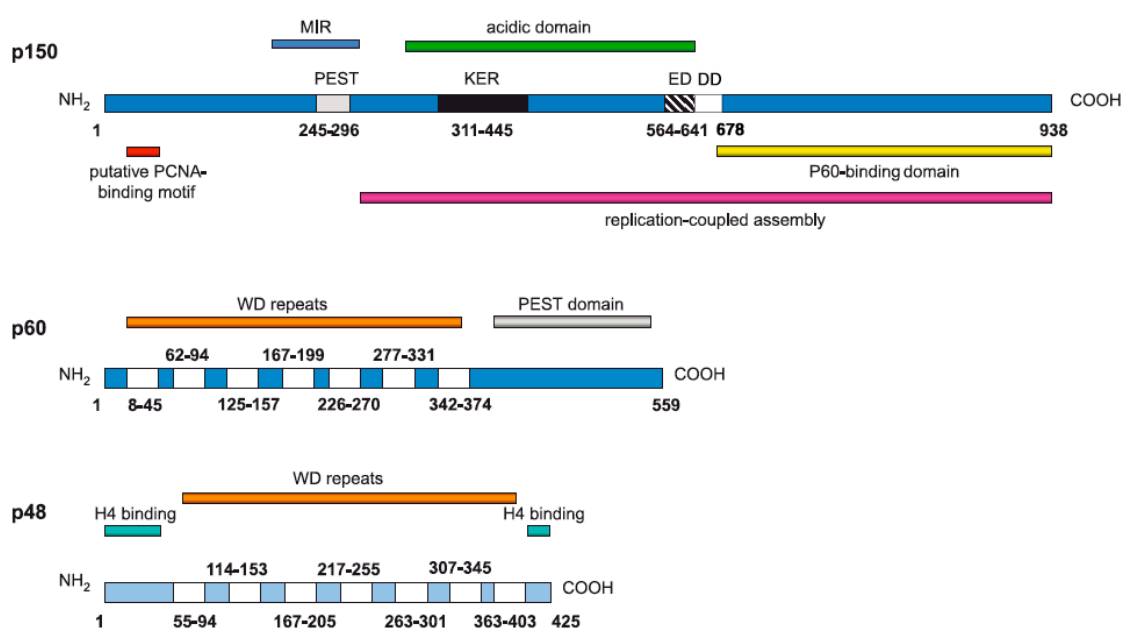 MIR
acidic domain
p150
PEST
KER
ED DD
NH2
COOH
1
245-296
311-445
564-641
678
938
putative PCNA-
binding motif
P60-binding domain
replication-coupled assembly
WD repeats
PEST domain
p60
62-94
167-199
277-331
NH2
COOH
1
8-45
125-157
226-270
342-374
559
WD repeats
p48
H4 binding
H4 binding
114-153
217-255
307-345
NH2
COOH
1
55-94
167-205
263-301
363-403
425